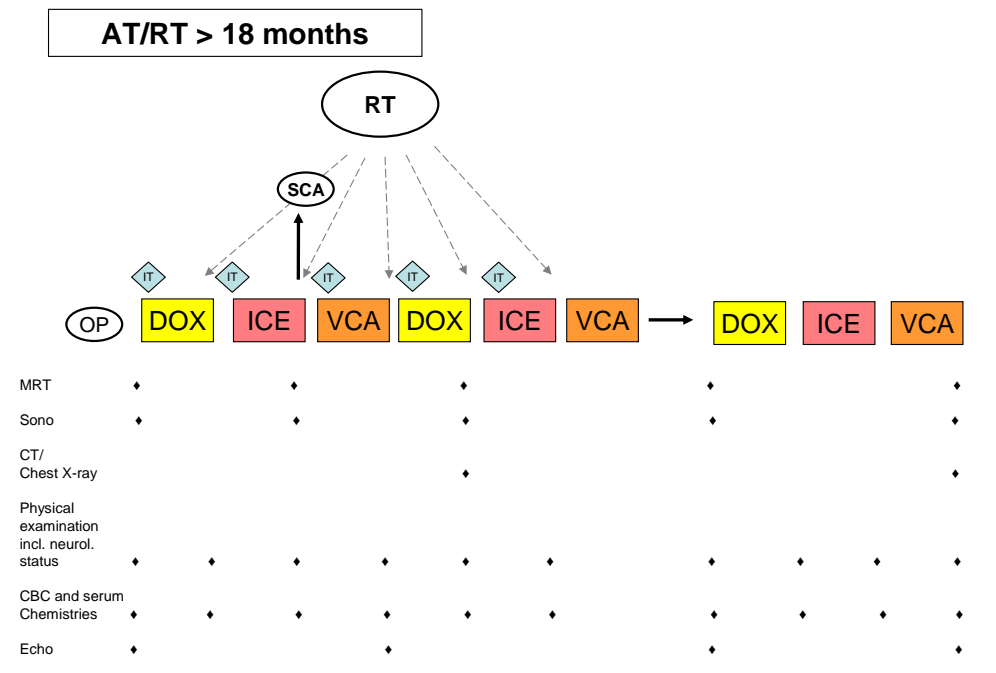 AT/RT > 18 months
RT
SCA
IT
IT
IT
IT
IT
OP
DOX
ICE
VCA
DOX
ICE
VCA
DOX
ICE
VCA
MRT
Sono
CT/
Chest X-ray
Physical
examination
incl. neurol.
status
CBC and serum
Chemistries
Echo